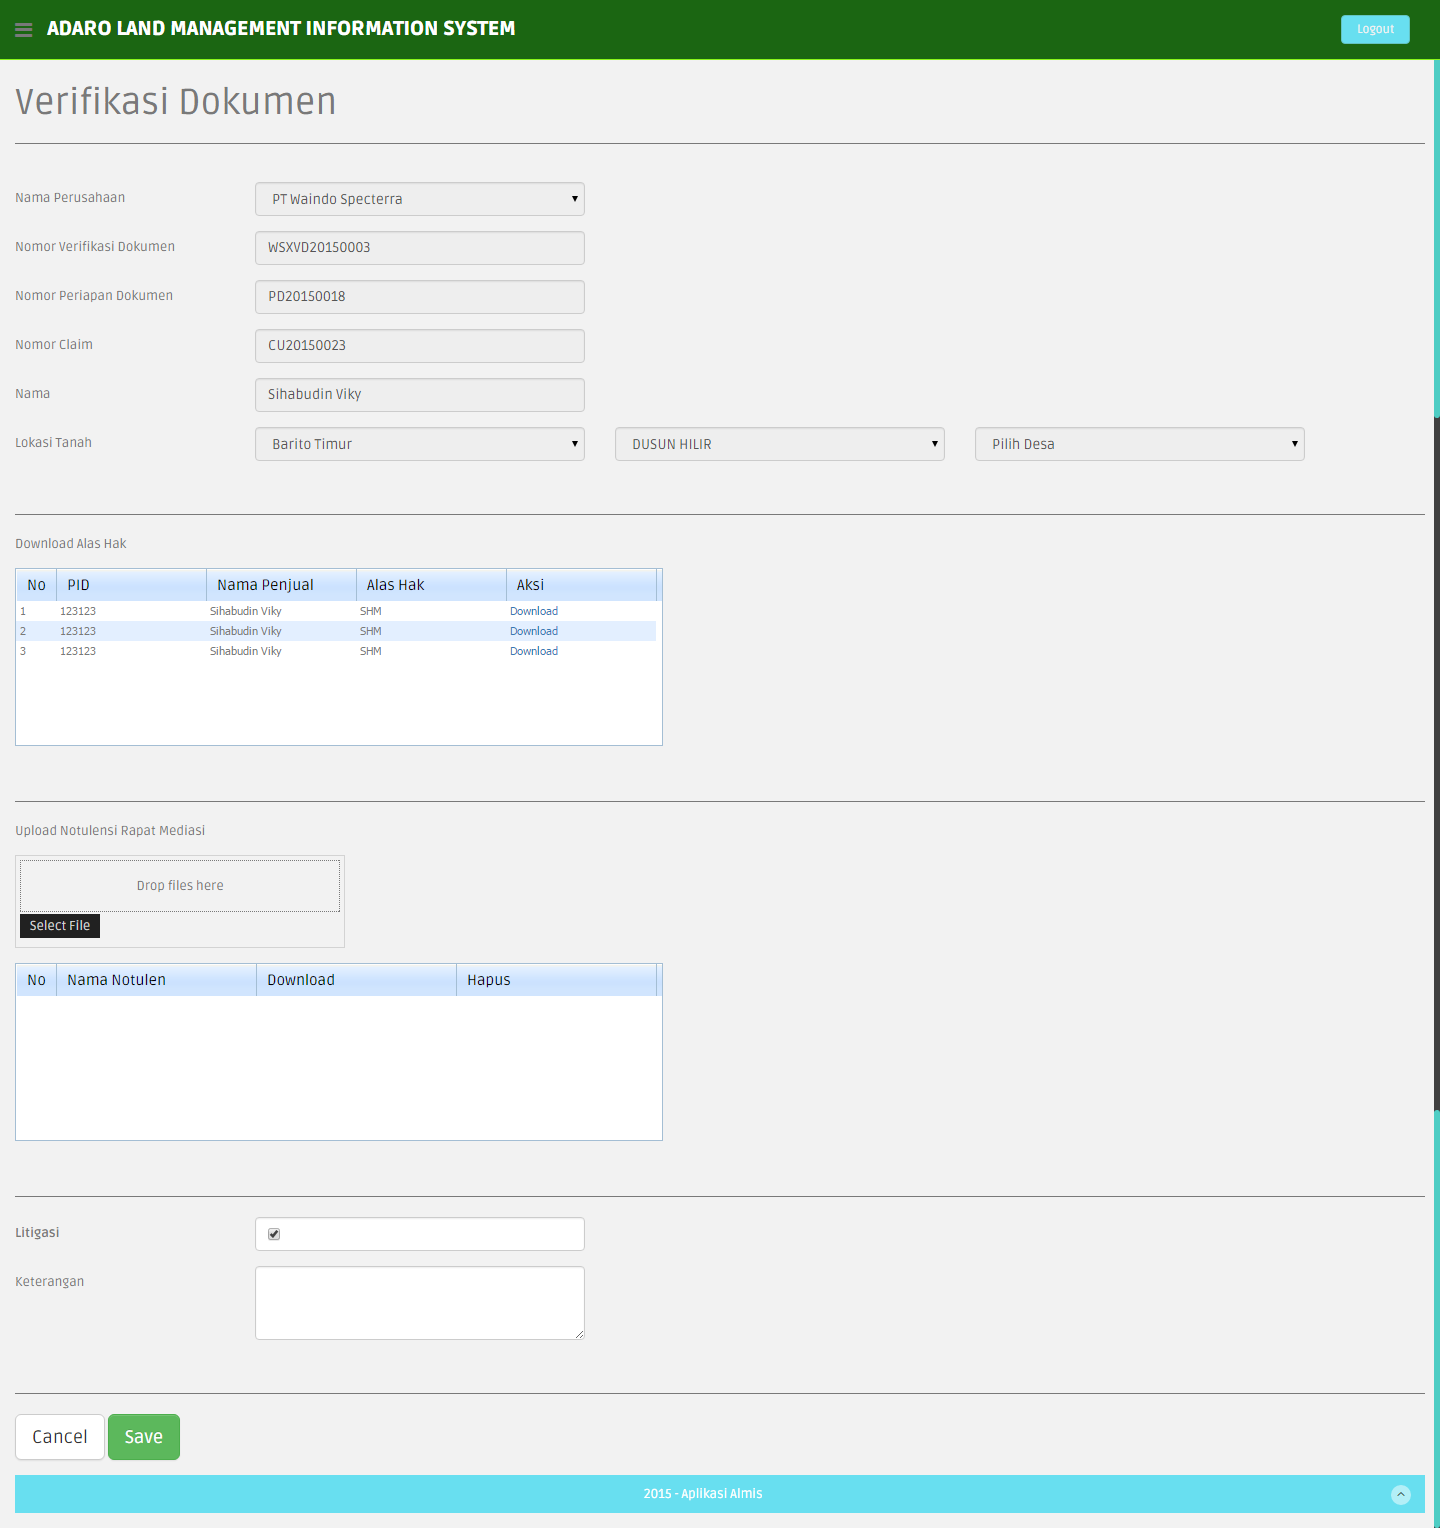 ADARO LAND MANAGEMENT INFORMATION SYSTEM
Logout
Verifikasi Dokumen
Nama Perusahaan
PT Waindo Specterra
Nomor Verifikasi Dokumen
WSXVD20150003
Nomor Periapan Dokumen
PD20150018
Nomor Claim
CU20150023
Nama
Sihabudin Viky
Lokasi Tanah
Barito Timur
DUSUN HILIR
Pilih Desa
Download Alas Hak
No PID Nama Penjual Alas Hak Aksi
1 123123 Sihabudin Viky SHM Download
2 123123 Sihabudin Viky SHM Download
3 123123 Sihabudin Viky SHM Download
Upload Notulensi Rapat Mediasi
Drop files here
Select File
No Nama Notulen Download Hapus
Litigasi
Keterangan
Cancel
Save
2015 - Aplikasi Almis